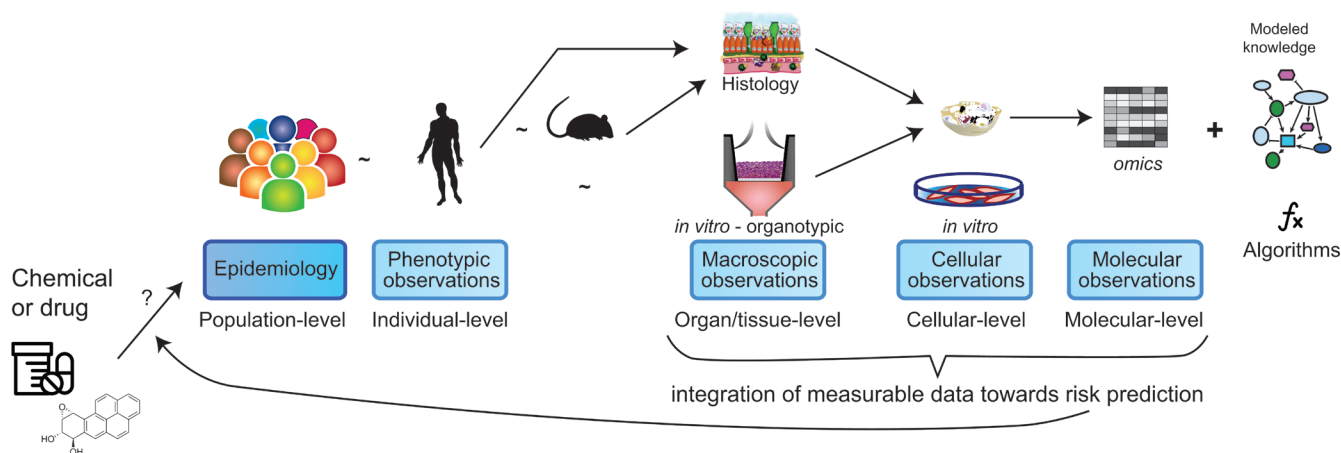 Modeled
knowledge
Histology
~
~
~
omics
+
in vitro - organotypic
in vitro
fx
Algorithms
Epidemiology
Phenotypic
observations
Macroscopic
observations
Cellular
observations
Molecular
observations
Chemical
or drug
?
Population-level
Individual-level
Organ/tissue-level
Cellular-level
Molecular-level
integration of measurable data towards risk prediction
O
HO
OH